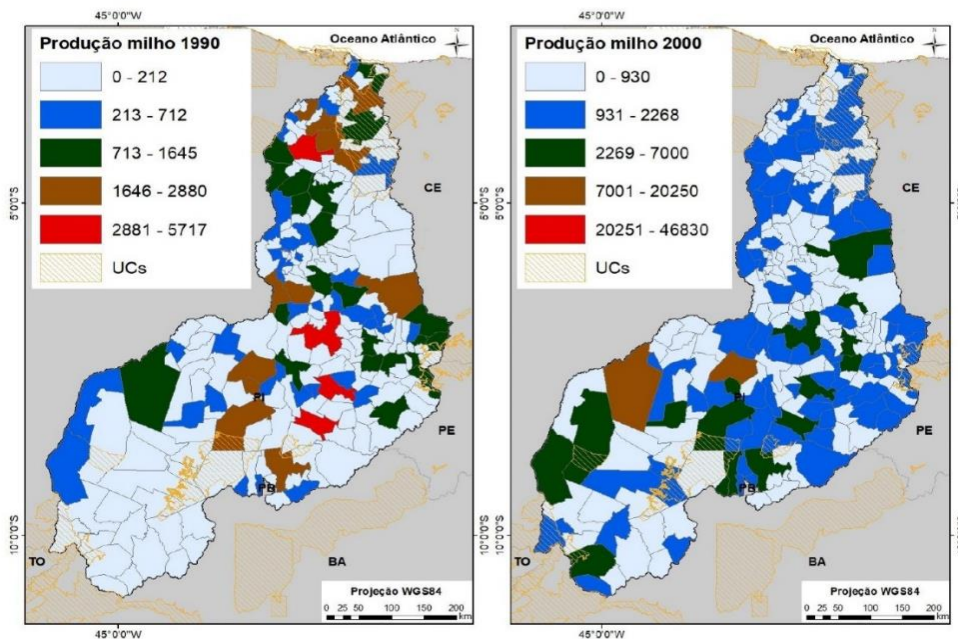 45°0'0"W
Produção milho 1990
0 - 212
213 - 712
713 - 1645
1646 - 2880
2881 - 5717
UCs
Oceano Atlântico
CE
5°0'0"S
PI
PE
PB
10°0'0"S
TO
BA
Projeção WGS84
0 25 50 100 150 200
km
45°0'0"W
45°0'0"W
Produção milho 2000
0 - 930
931 - 2268
2269 - 7000
7001 - 20250
20251 - 46830
UCs
Oceano Atlântico
CE
5°0'0"S
PI
PE
PB
10°0'0"S
TO
BA
Projeção WGS84
0 25 50 100 150 200
km
45°0'0"W